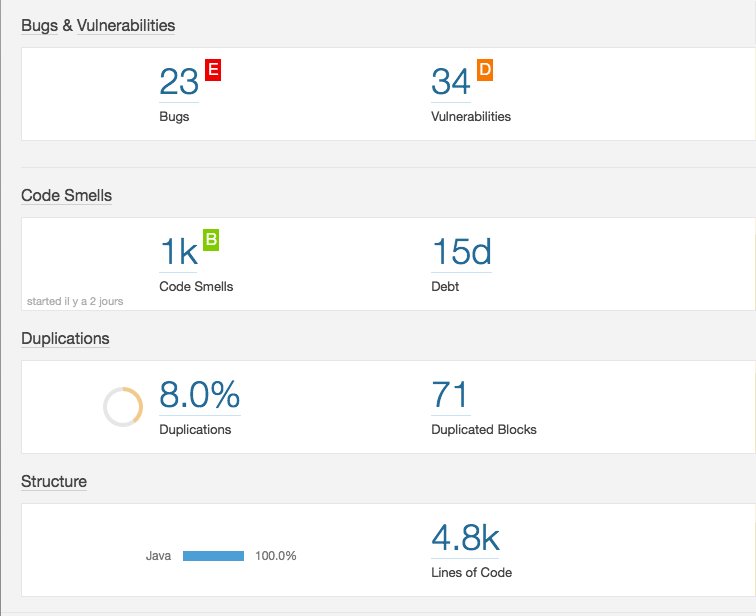 Bugs & Vulnerabilities
23 E
34 D
Bugs
Vulnerabilities
Code Smells
1k B
15d
Code Smells
Debt
started il y a 2 jours
Duplications
8.0%
71
Duplications
Duplicated Blocks
Structure
4.8k
Java 100.0%
Lines of Code